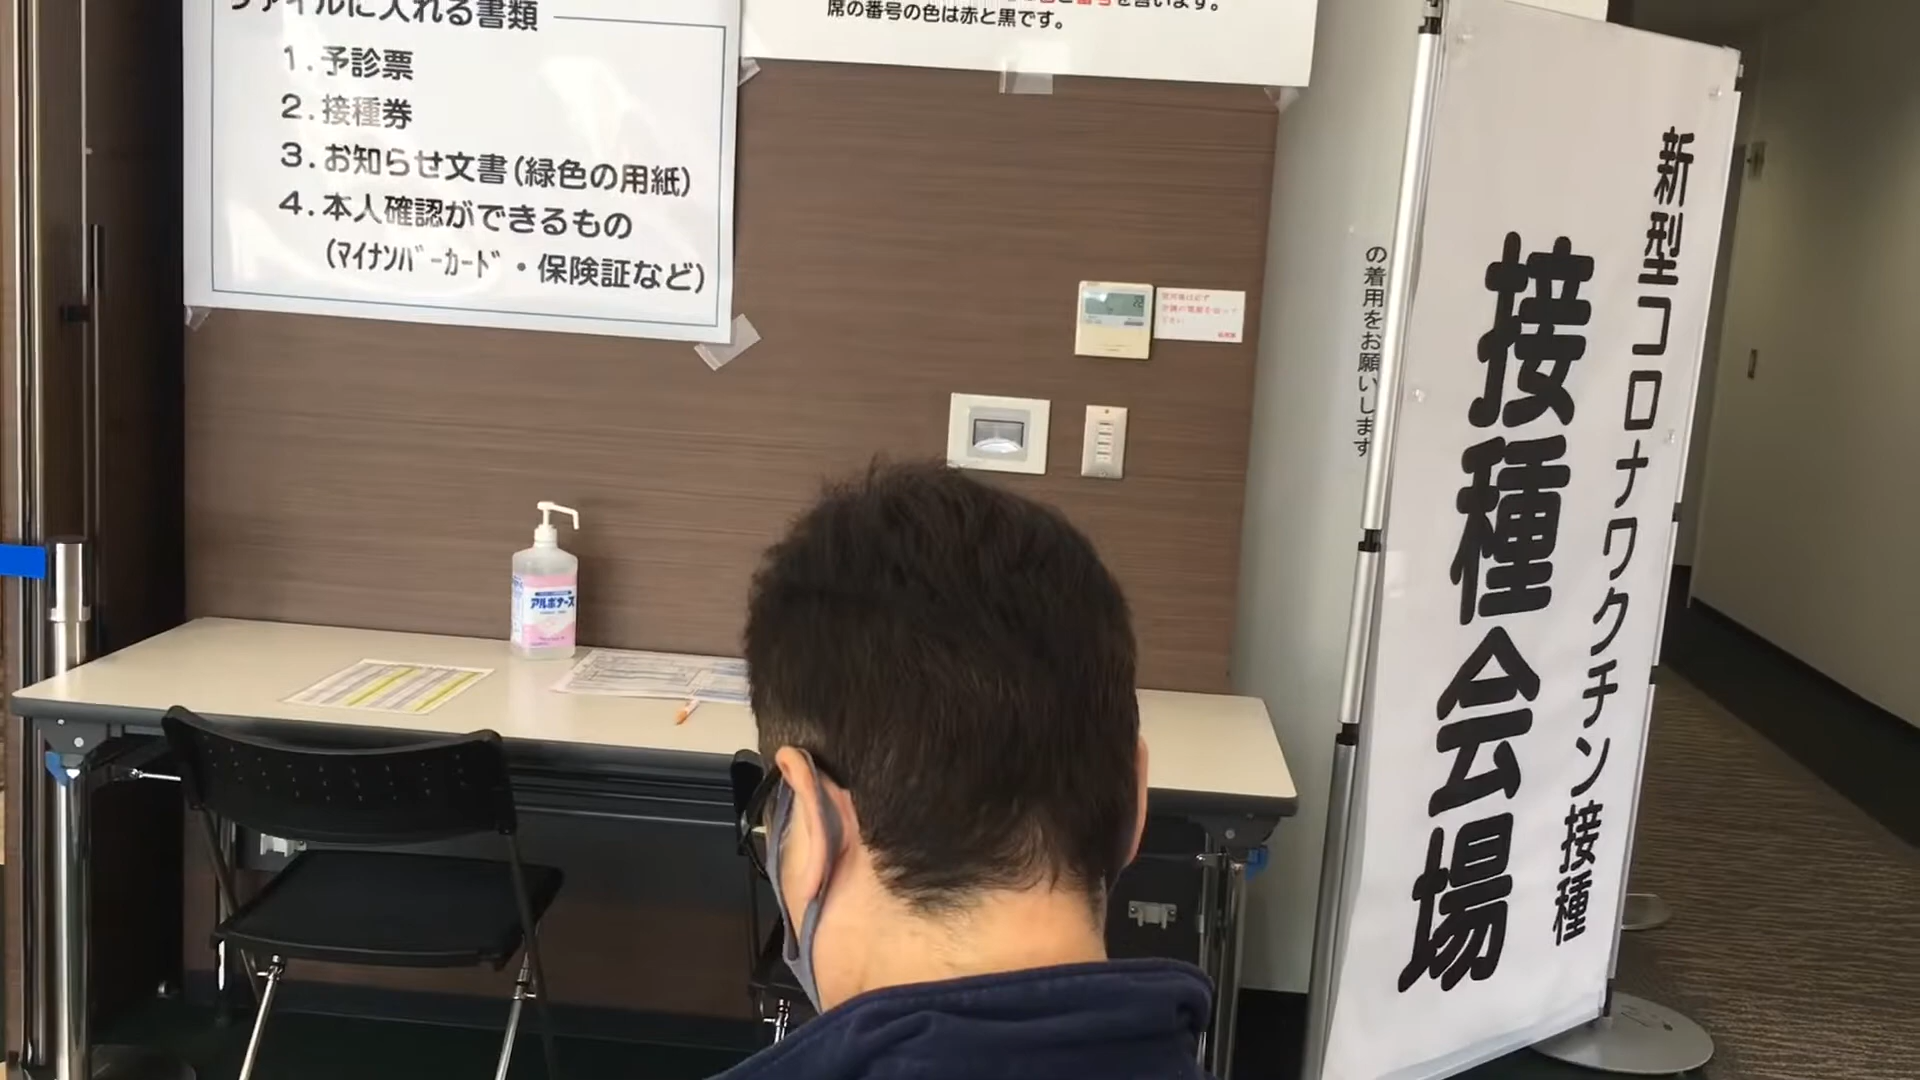 ファイルに入れる書類
1.予診票
2.接種券
3.お知らせ文書(緑色の用紙)
4.本人確認ができるもの
(マイナンバーカード・保険証など)
席の番号の色は赤と黒です。
の着用をお願いします
新型コロナワクチン接種
接種会場
アルボナース